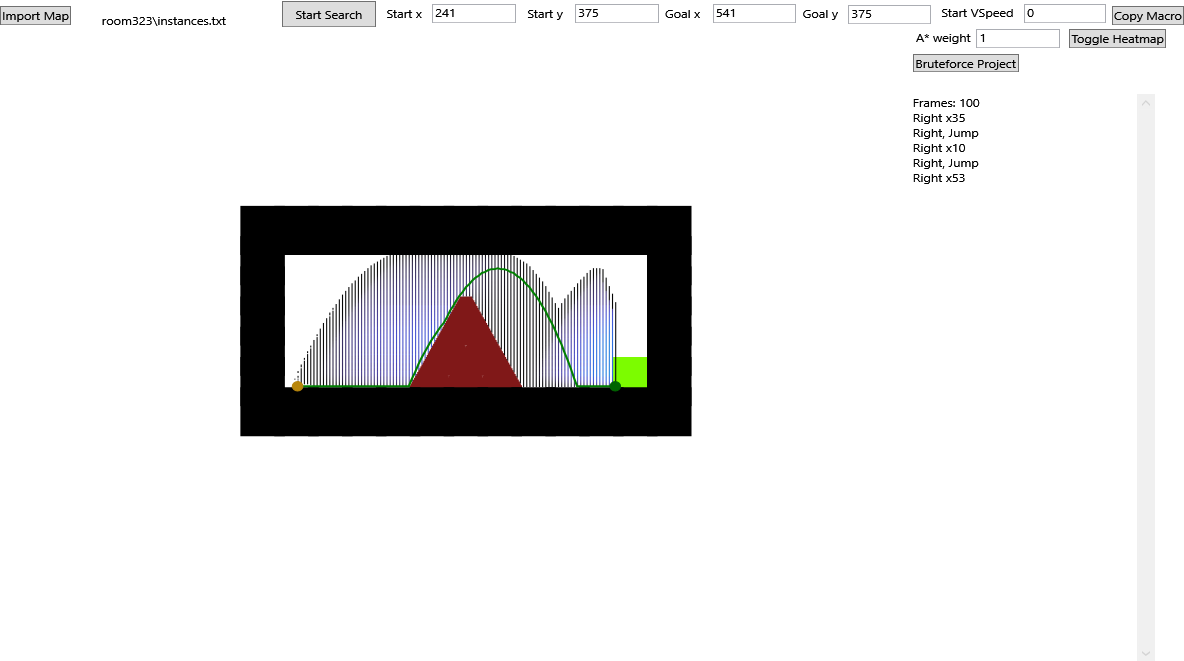 Import Map
room323\instances.txt
Start Search
Start x 241
Start y 375
Goal x 541
Goal y 375
Start VSpeed 0
Copy Macro
A* weight 1
Toggle Heatmap
Bruteforce Project
Frames: 100
Right x35
Right, Jump
Right x10
Right, Jump
Right x53